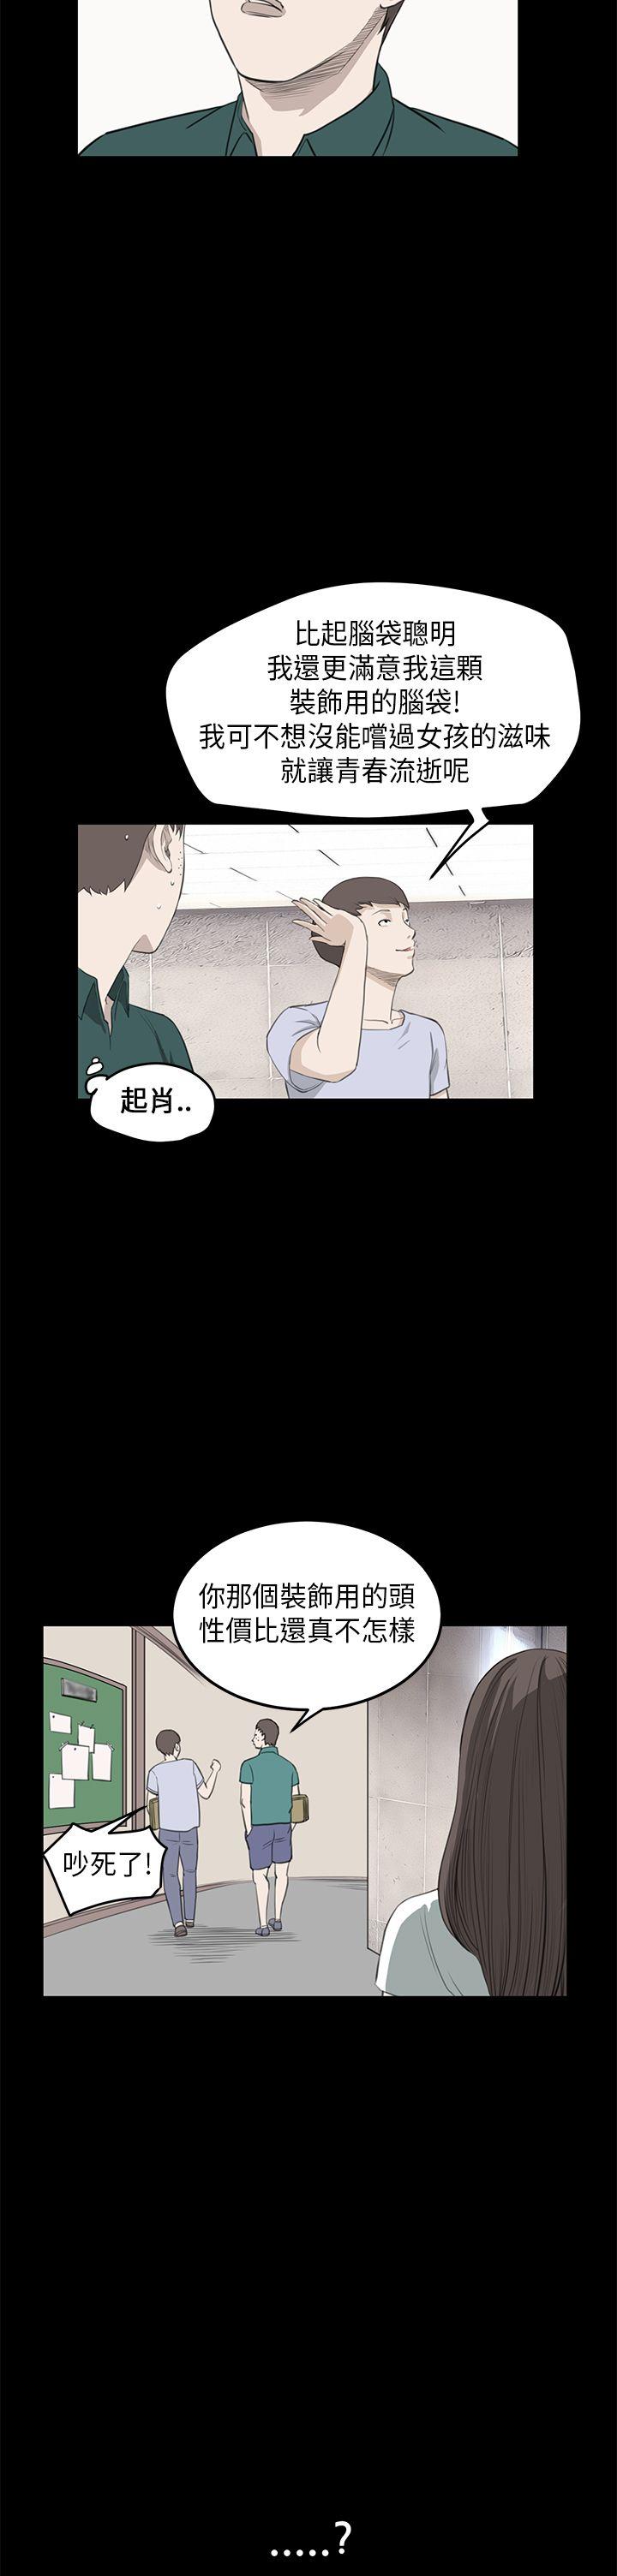 比起腦袋聰明
我還更滿意我這顆
裝飾用的腦袋!
我可不想沒能嚐過女孩的滋味
就讓青春流逝呢
起肖..
你那個裝飾用的頭
性價比還真不怎樣
吵死了!
.....?